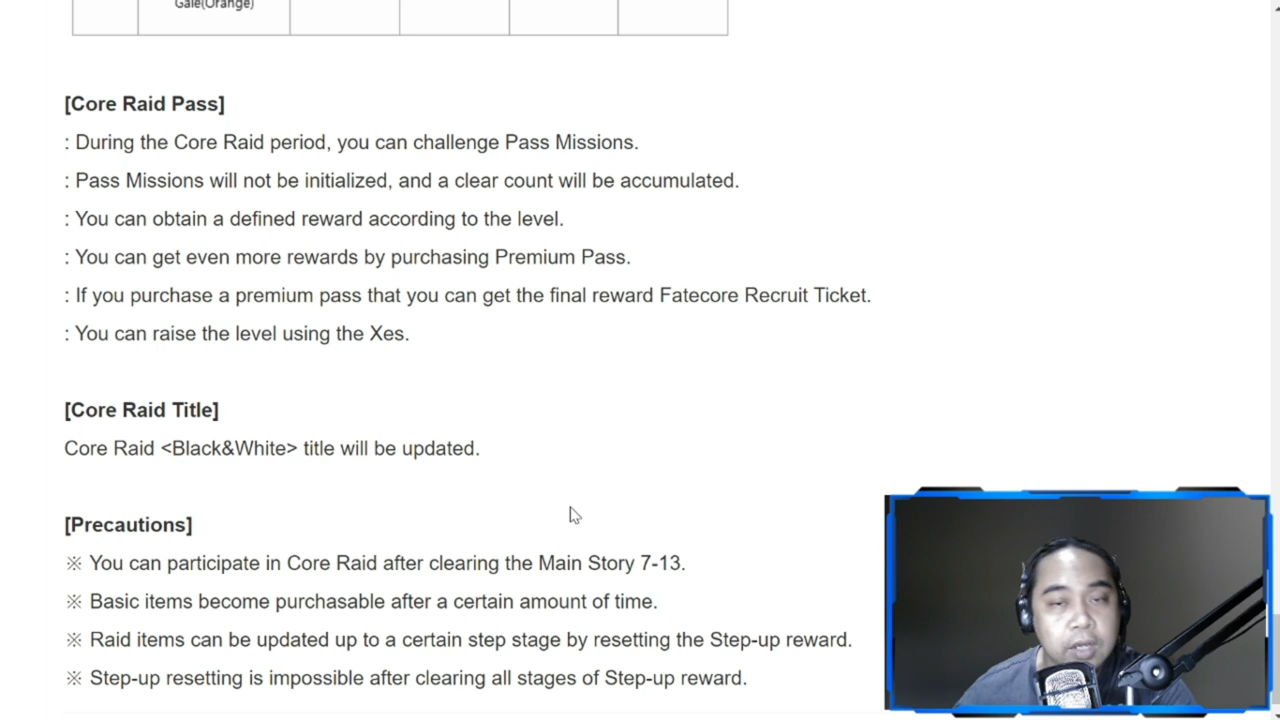 Gale(Orange)
[Core Raid Pass]
: During the Core Raid period, you can challenge Pass Missions.
: Pass Missions will not be initialized, and a clear count will be accumulated.
: You can obtain a defined reward according to the level.
: You can get even more rewards by purchasing Premium Pass.
: If you purchase a premium pass that you can get the final reward Fatecore Recruit Ticket.
: You can raise the level using the Xes.
[Core Raid Title]
Core Raid <Black&White> title will be updated.
[Precautions]
※ You can participate in Core Raid after clearing the Main Story 7-13.
※ Basic items become purchasable after a certain amount of time.
※ Raid items can be updated up to a certain step stage by resetting the Step-up reward.
※ Step-up resetting is impossible after clearing all stages of Step-up reward.